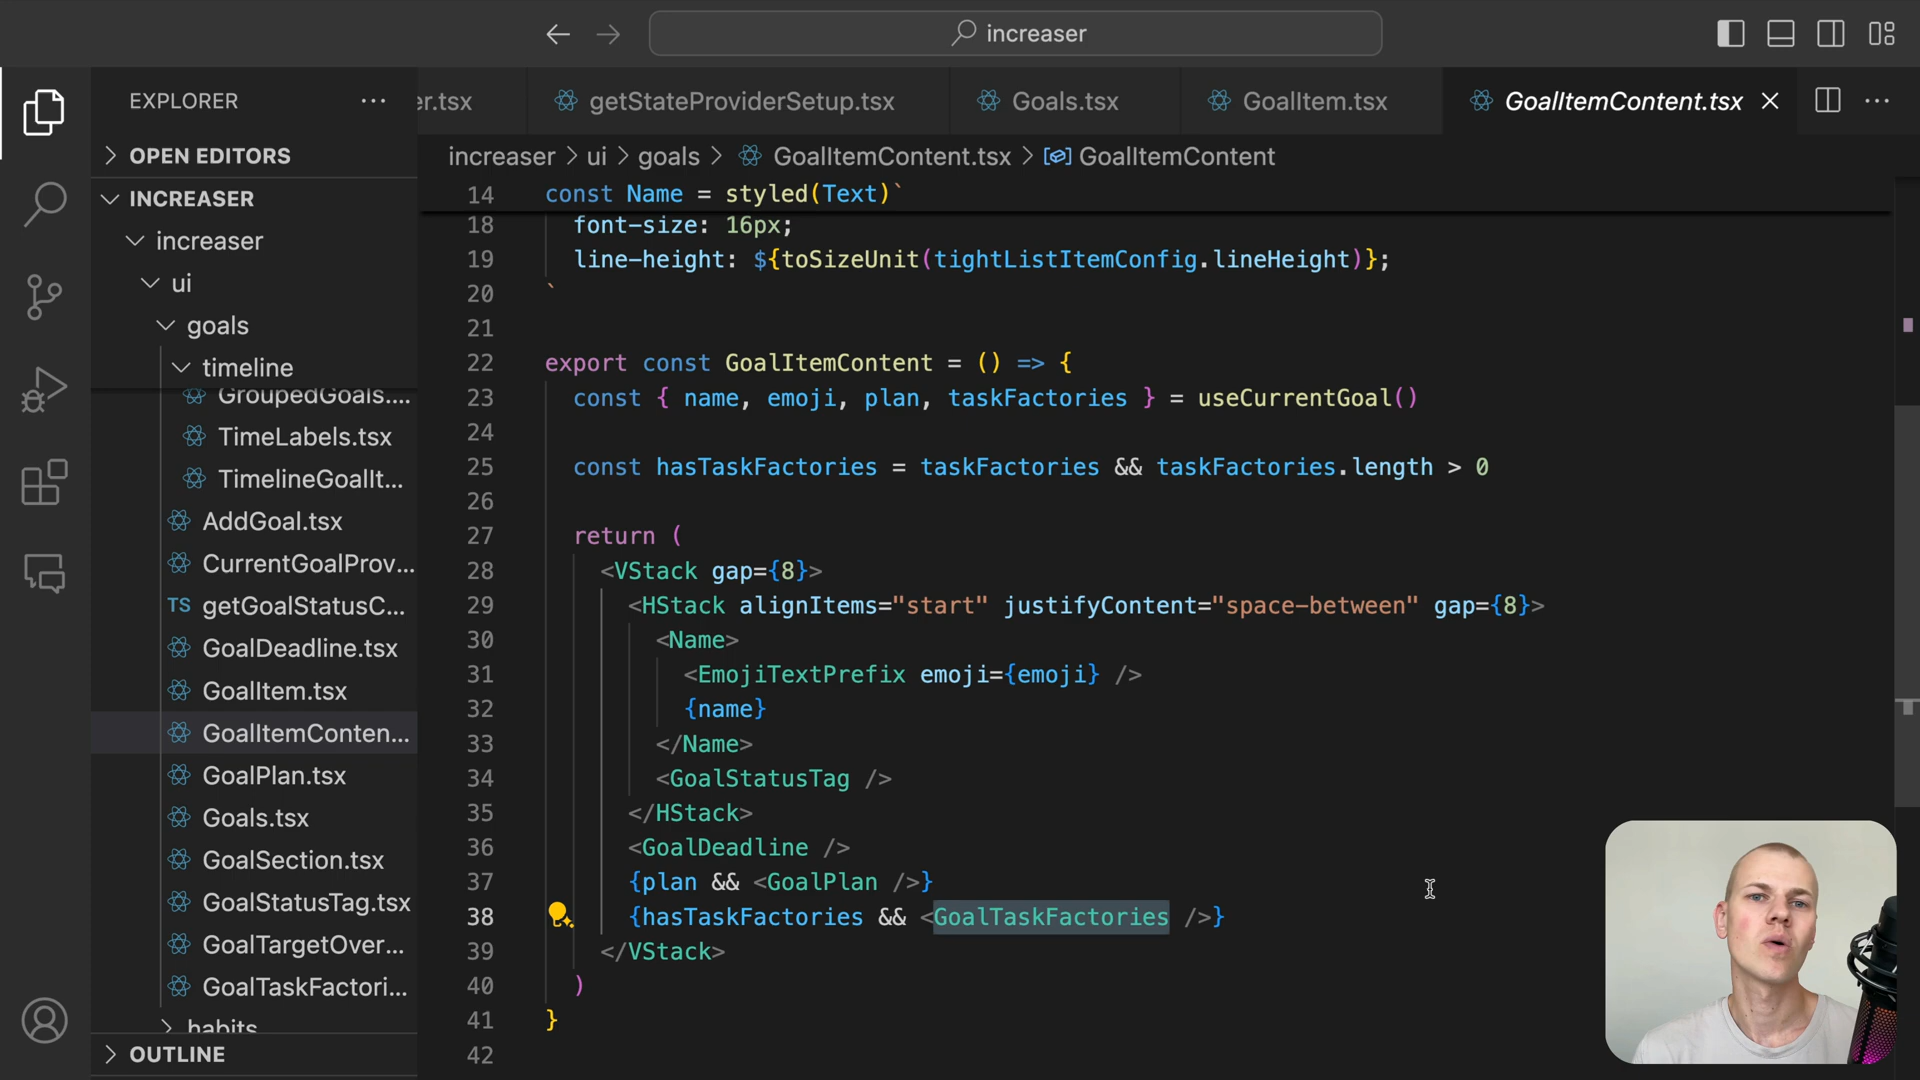 increaser
EXPLORER
er.tsx
getStateProviderSetup.tsx
Goals.tsx
GoalItem.tsx
GoalItemContent.tsx
OPEN EDITORS
INCREASER
increaser
ui
goals
timeline
GroupedGoals....
TimeLabels.tsx
TimelineGoalIt...
AddGoal.tsx
CurrentGoalProv...
TS getGoalStatusC...
GoalDeadline.tsx
GoalItem.tsx
GoalItemConten...
GoalPlan.tsx
Goals.tsx
GoalSection.tsx
GoalStatusTag.tsx
GoalTargetOver...
GoalTaskFactori...
habits
OUTLINE
increaser > ui > goals > GoalItemContent.tsx > GoalItemContent
14 const Name = styled(Text)`
18 font-size: 16px;
19 line-height: ${toSizeUnit(tightListItemConfig.lineHeight)};
20 `
21
22 export const GoalItemContent = () => {
23 const { name, emoji, plan, taskFactories } = useCurrentGoal()
24
25 const hasTaskFactories = taskFactories && taskFactories.length > 0
26
27 return (
28 <VStack gap={8}>
29 <HStack alignItems="start" justifyContent="space-between" gap={8}>
30 <Name>
31 <EmojiTextPrefix emoji={emoji} />
32 {name}
33 </Name>
34 <GoalStatusTag />
35 </HStack>
36 <GoalDeadline />
37 {plan && <GoalPlan />}
38 {hasTaskFactories && <GoalTaskFactories />}
39 </VStack>
40 )
41 }
42